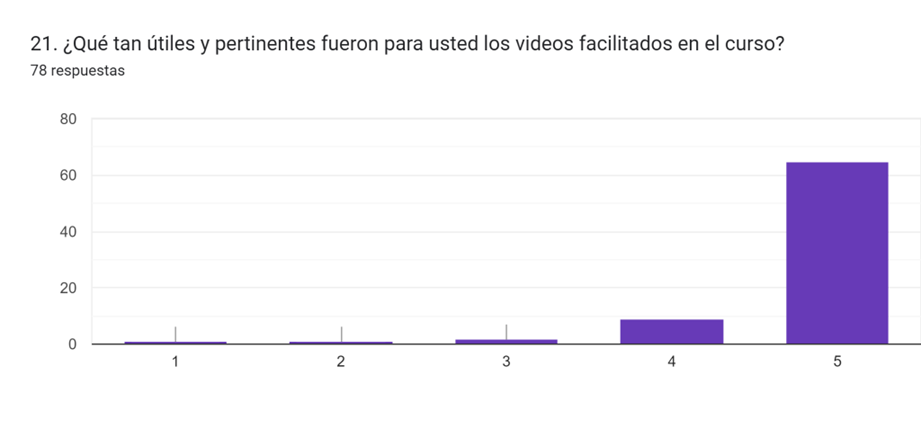 21. ¿Qué tan útiles y pertinentes fueron para usted los videos facilitados en el curso?
78 respuestas
80
60
40
20
0
1 2 3 4 5